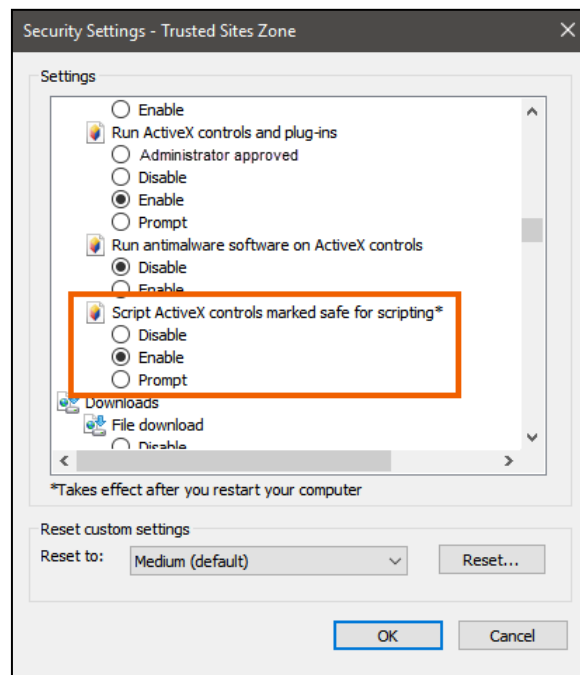 Security Settings - Trusted Sites Zone
Settings
Enable
Run ActiveX controls and plug-ins
Administrator approved
Disable
Enable
Prompt
Run antimalware software on ActiveX controls
Disable
Enable
Script ActiveX controls marked safe for scripting*
Disable
Enable
Prompt
Downloads
File download
Disable
*Takes effect after you restart your computer
Reset custom settings
Reset to:
Medium (default)
Reset...
OK
Cancel